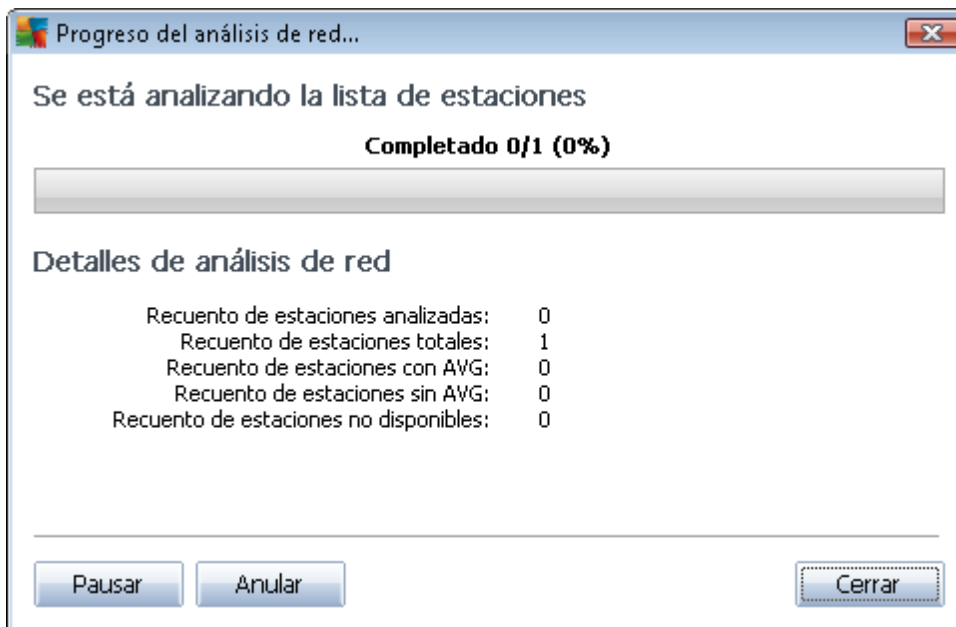 Progreso del análisis de red...
Se está analizando la lista de estaciones
Completado 0/1 (0%)
Detalles de análisis de red
Recuento de estaciones analizadas: 0
Recuento de estaciones totales: 1
Recuento de estaciones con AVG: 0
Recuento de estaciones sin AVG: 0
Recuento de estaciones no disponibles: 0
Pausar Anular Cerrar